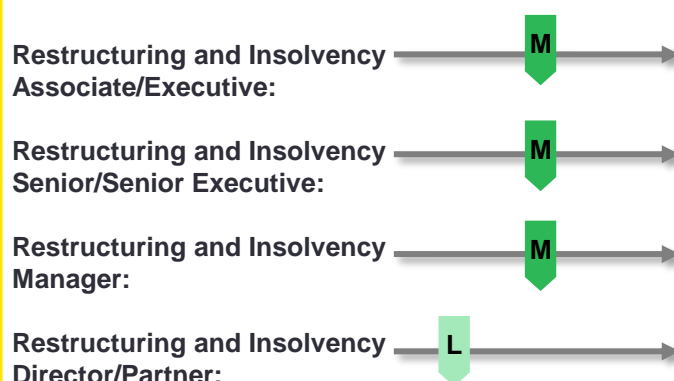 M
Restructuring and Insolvency
Associate/Executive:
M
Restructuring and Insolvency
Senior/Senior Executive:
M
Restructuring and Insolvency
Manager:
L
Restructuring and Insolvency
Director/Partner: